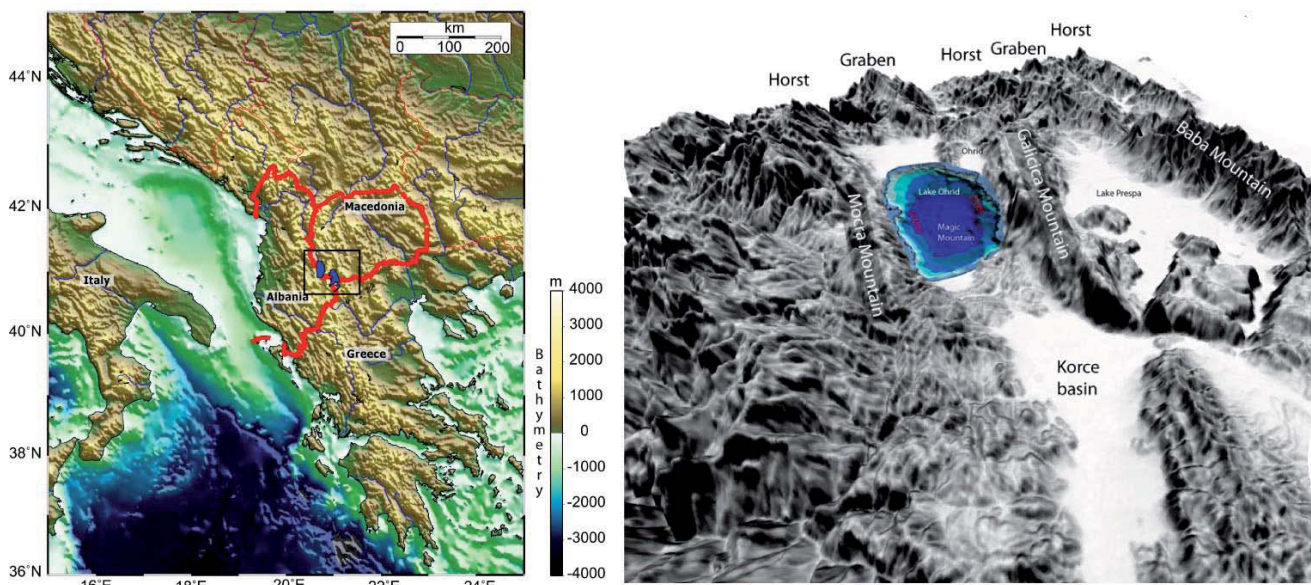 km
0 100 200
44°N
42°N
40°N
38°N
36°N
16°E
18°E
20°E
22°E
24°E
Macedonia
Italy
Albania
Greece
Bathymetry
m
4000
3000
2000
1000
0
-1000
-2000
-3000
-4000
Horst
Graben
Horst
Graben
Horst
Ohrid
Galicica Mountain
Baba Mountain
Lake Ohrid
Lake Prespa
Magic
Mountain
Mocra Mountain
Korce
basin